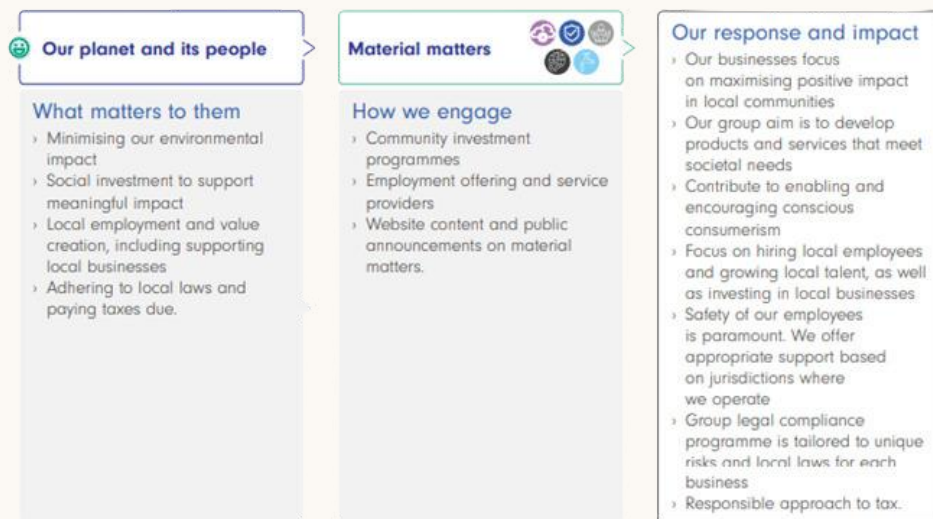 Our planet and its people
What matters to them
› Minimising our environmental
impact
› Social investment to support
meaningful impact
› Local employment and value
creation, including supporting
local businesses
› Adhering to local laws and
paying taxes due.
Material matters
How we engage
› Community investment
programmes
› Employment offering and service
providers
› Website content and public
announcements on material
matters.
Our response and impact
› Our businesses focus
on maximising positive impact
in local communities
› Our group aim is to develop
products and services that meet
societal needs
› Contribute to enabling and
encouraging conscious
consumerism
› Focus on hiring local employees
and growing local talent, as well
as investing in local businesses
› Safety of our employees
is paramount. We offer
appropriate support based
on jurisdictions where
we operate
› Group legal compliance
programme is tailored to unique
risks and local laws for each
business
› Responsible approach to tax.